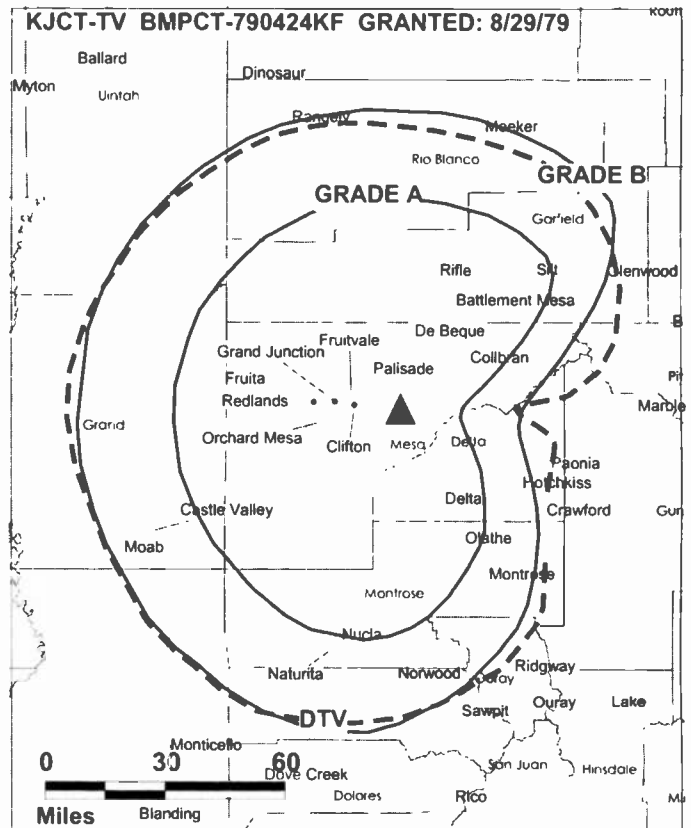 KJCT-TV BMPCT-790424KF GRANTED: 8/29/79
Routt
Ballard
Dinosaur
Myton
Uintah
Rangely
Meeker
Rio Blanco
GRADE B
GRADE A
Garfield
Rifle
Silt
Glenwood
Battlement Mesa
De Beque
Fruitvale
Grand Junction
Collbran
Palisade
Fruita
Redlands
Marble
Grand
Orchard Mesa
Clifton
Mesa
Delta
Paonia
Hotchkiss
Delta
Castle Valley
Crawford
Gun
Olathe
Moab
Montrose
Montrose
Nucla
Naturita
Norwood
Ridgway
Ouray
Sawpit
Ouray
Lake
DTV
Monticello
0 30 60
Dove Creek
San Juan
Hinsdale
Miles
Blanding
Dolores
Rico